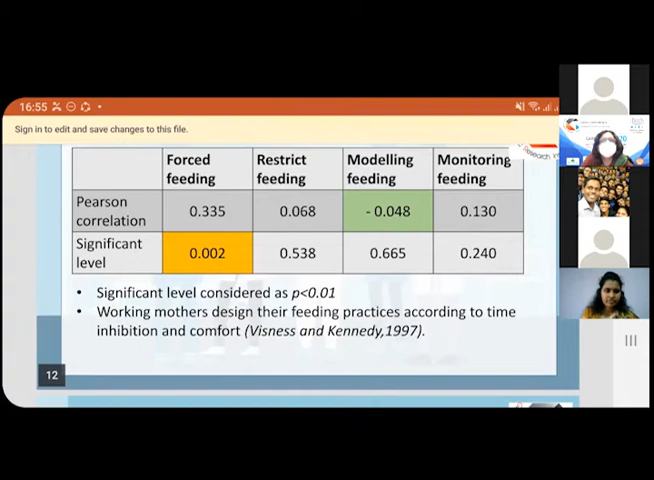 16:55
Sign in to edit and save changes to this file.
Forced feeding Restrict feeding Modelling feeding Monitoring feeding
Pearson correlation 0.335 0.068 - 0.048 0.130
Significant level 0.002 0.538 0.665 0.240
• Significant level considered as p<0.01
• Working mothers design their feeding practices according to time
inhibition and comfort (Visness and Kennedy,1997).
12